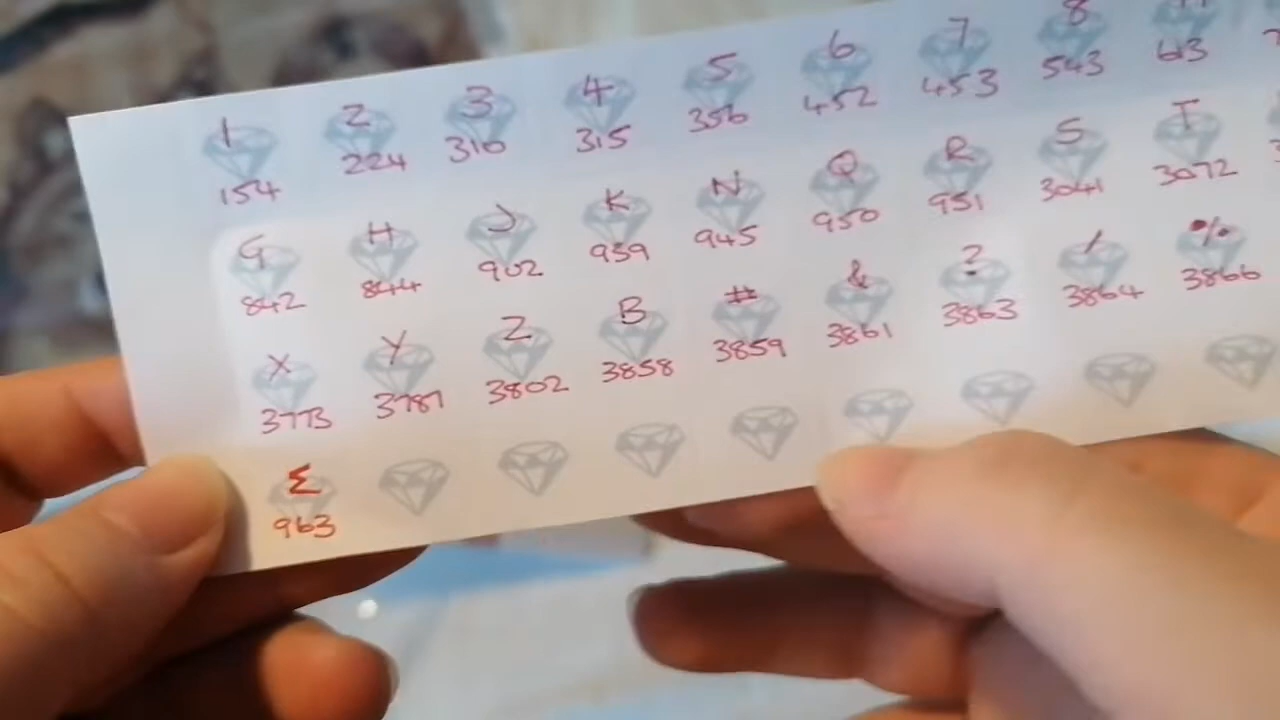 1 2 3 4 5 6 7 8
154 224 310 315 356 452 453 543 613
G H J K N Q R S T
842 844 902 939 945 950 951 3041 3072
X Y Z B # & ? / %
3773 3787 3802 3858 3859 3861 3863 3864 3866
Σ
963